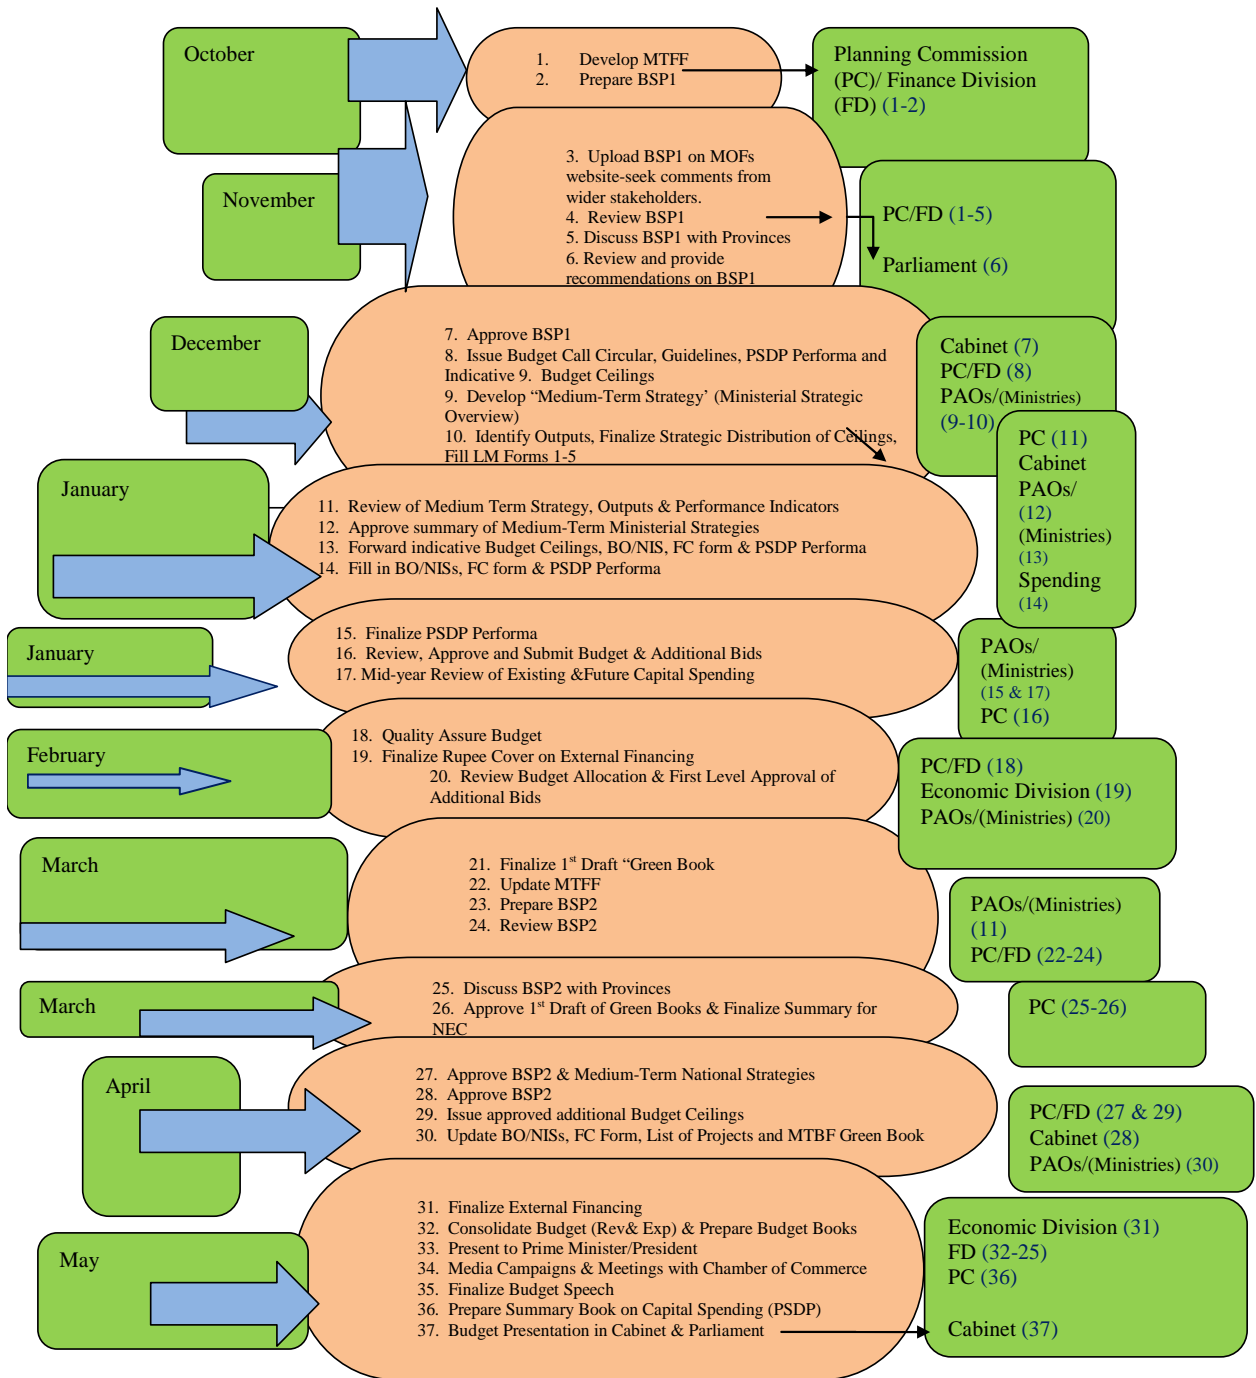 October
1. Develop MTFF
2. Prepare BSP1
Planning Commission
(PC)/ Finance Division
(FD) (1-2)
November
3. Upload BSP1 on MOFs
website-seek comments from
wider stakeholders.
4. Review BSP1
5. Discuss BSP1 with Provinces
6. Review and provide
recommendations on BSP1
PC/FD (1-5)
Parliament (6)
December
7. Approve BSP1
8. Issue Budget Call Circular, Guidelines, PSDP Performa and
Indicative 9. Budget Ceilings
9. Develop “Medium-Term Strategy’ (Ministerial Strategic
Overview)
10. Identify Outputs, Finalize Strategic Distribution of Ceilings,
Fill LM Forms 1-5
Cabinet (7)
PC/FD (8)
PAOs/(Ministries)
(9-10)
January
11. Review of Medium Term Strategy, Outputs & Performance Indicators
12. Approve summary of Medium-Term Ministerial Strategies
13. Forward indicative Budget Ceilings, BO/NIS, FC form & PSDP Performa
14. Fill in BO/NISs, FC form & PSDP Performa
PC (11)
Cabinet
PAOs/
(12)
(Ministries)
(13)
Spending
(14)
January
15. Finalize PSDP Performa
16. Review, Approve and Submit Budget & Additional Bids
17. Mid-year Review of Existing &Future Capital Spending
PAOs/
(Ministries)
(15 & 17)
PC (16)
February
18. Quality Assure Budget
19. Finalize Rupee Cover on External Financing
20. Review Budget Allocation & First Level Approval of
Additional Bids
PC/FD (18)
Economic Division (19)
PAOs/(Ministries) (20)
March
21. Finalize 1st Draft “Green Book
22. Update MTFF
23. Prepare BSP2
24. Review BSP2
PAOs/(Ministries)
(11)
PC/FD (22-24)
March
25. Discuss BSP2 with Provinces
26. Approve 1st Draft of Green Books & Finalize Summary for
NEC
PC (25-26)
April
27. Approve BSP2 & Medium-Term National Strategies
28. Approve BSP2
29. Issue approved additional Budget Ceilings
30. Update BO/NISs, FC Form, List of Projects and MTBF Green Book
PC/FD (27 & 29)
Cabinet (28)
PAOs/(Ministries) (30)
May
31. Finalize External Financing
32. Consolidate Budget (Rev& Exp) & Prepare Budget Books
33. Present to Prime Minister/President
34. Media Campaigns & Meetings with Chamber of Commerce
35. Finalize Budget Speech
36. Prepare Summary Book on Capital Spending (PSDP)
37. Budget Presentation in Cabinet & Parliament
Economic Division (31)
FD (32-25)
PC (36)
Cabinet (37)